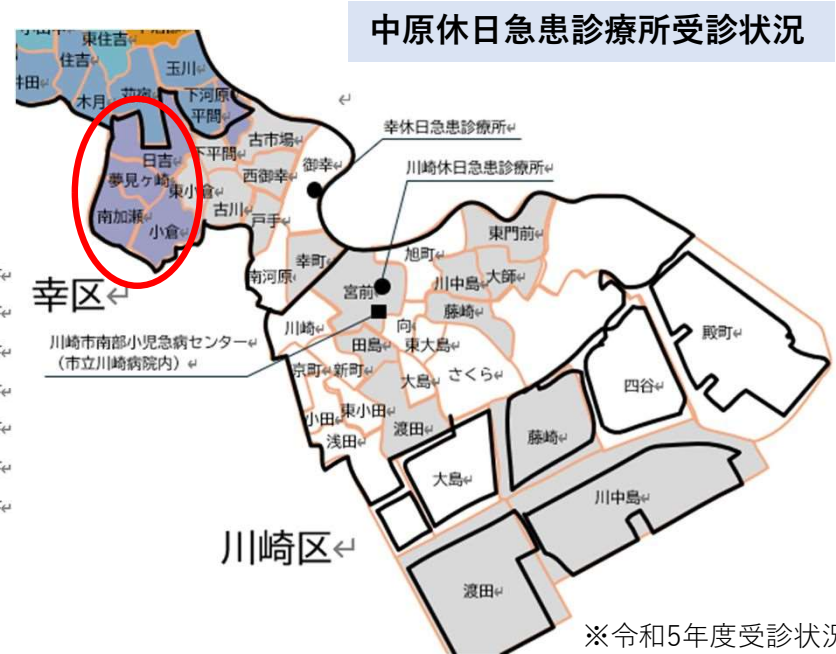 中原休日急患診療所受診状況
東住吉
住吉
玉川
井田
木月
苅宿
下河原
平間
古市場
幸休日急患診療所
日吉
下平間
御幸
川崎休日急患診療所
夢見ヶ崎
東小倉
西御幸
南加瀬
古川
戸手
小倉
東門前
旭町
幸町
南河原
宮前
川中島
大師
幸区
藤崎
川崎
向
殿町
川崎市南部小児急病センター
（市立川崎病院内）
田島
東大島
京町
新町
大島
さくら
四谷
小田
東小田
渡田
浅田
藤崎
大島
川中島
川崎区
渡田
※令和5年度受診状況